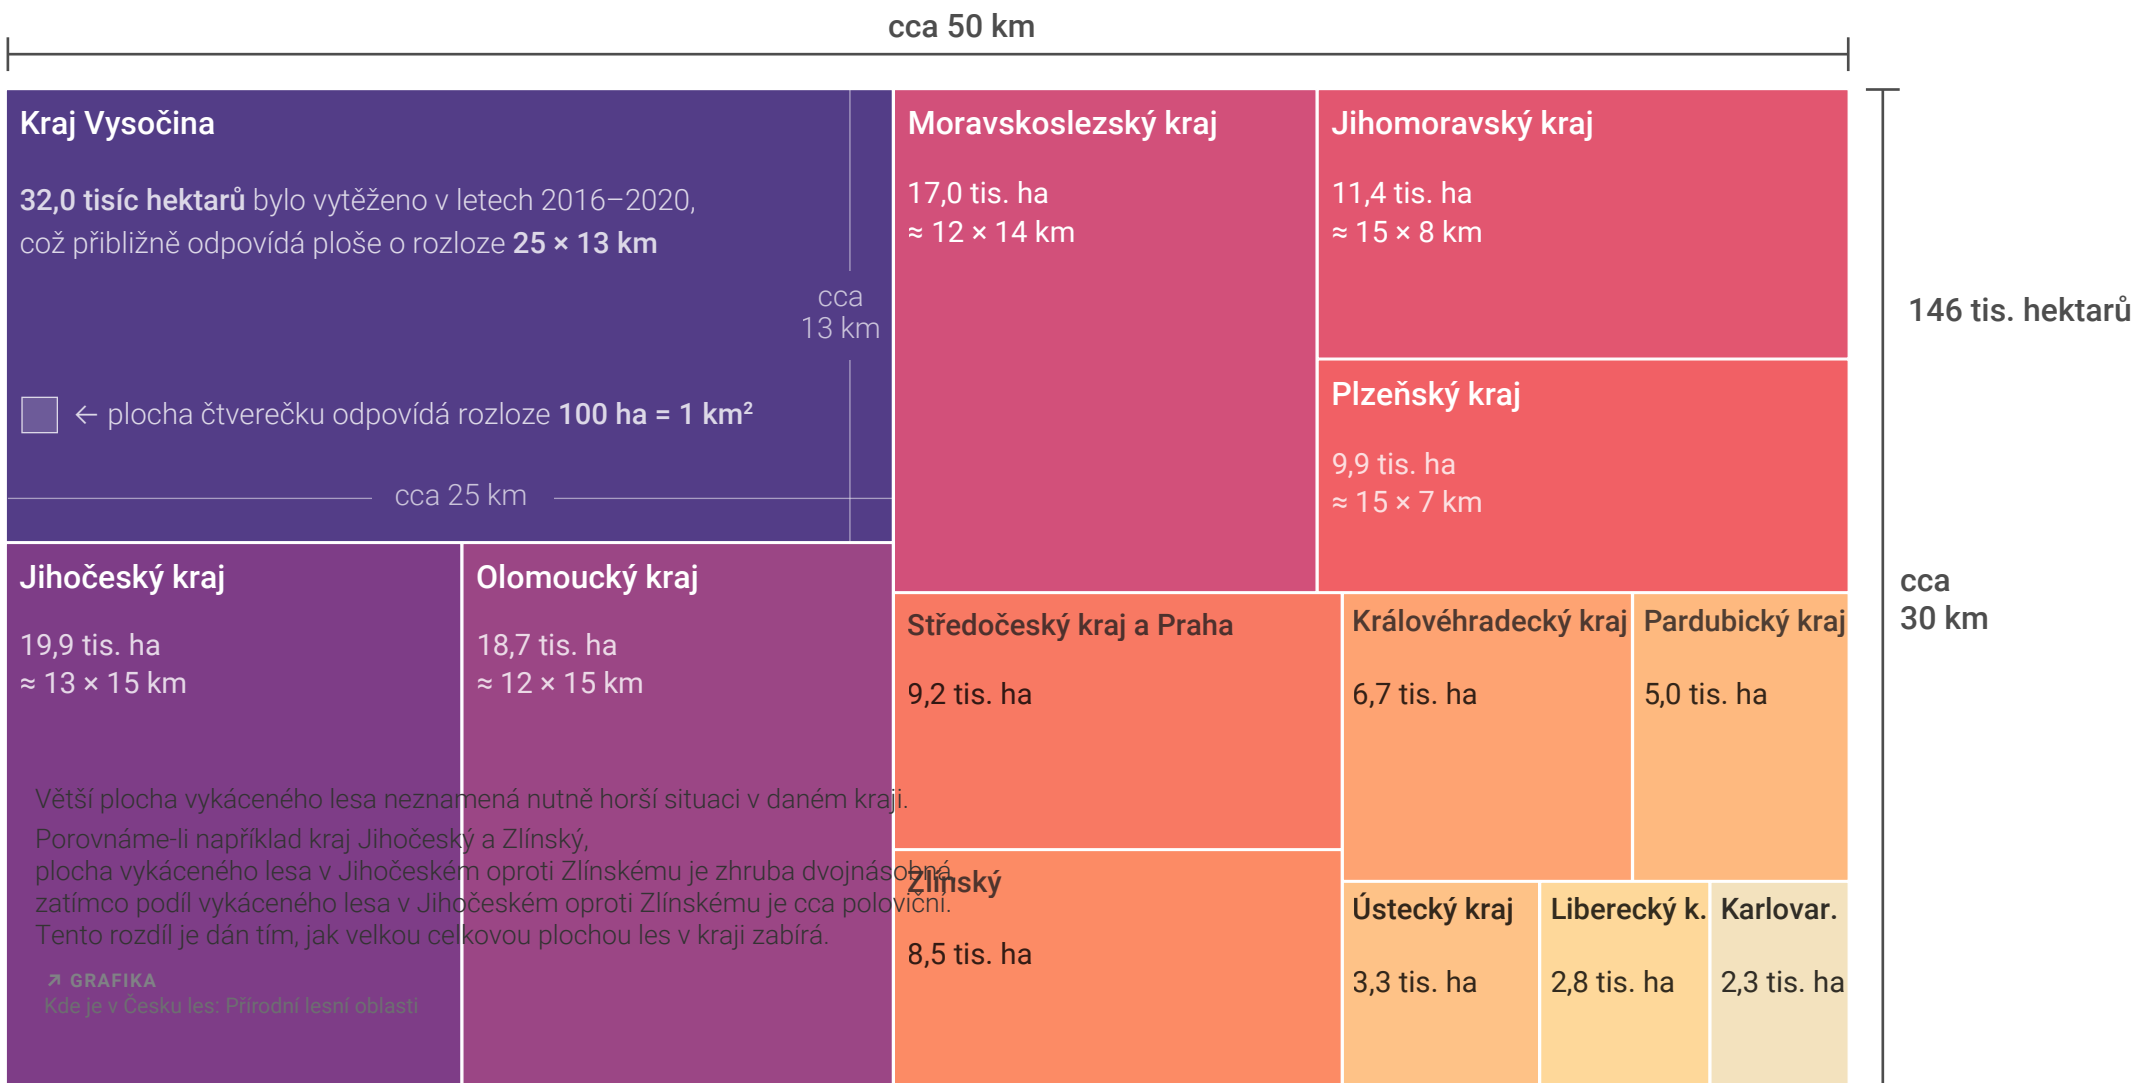 cca 50 km
Kraj Vysočina
32,0 tisíc hektarů bylo vytěženo v letech 2016–2020,
což přibližně odpovídá ploše o rozloze 25 × 13 km
cca
13 km
← plocha čtverečku odpovídá rozloze 100 ha = 1 km²
cca 25 km
Moravskoslezský kraj
17,0 tis. ha
≈ 12 × 14 km
Jihomoravský kraj
11,4 tis. ha
≈ 15 × 8 km
146 tis. hektarů
Plzeňský kraj
9,9 tis. ha
≈ 15 × 7 km
cca
30 km
Jihočeský kraj
19,9 tis. ha
≈ 13 × 15 km
Olomoucký kraj
18,7 tis. ha
≈ 12 × 15 km
Středočeský kraj a Praha
9,2 tis. ha
Královéhradecký kraj
6,7 tis. ha
Pardubický kraj
5,0 tis. ha
Větší plocha vykáceného lesa neznamená nutně horší situaci v daném kraji.
Porovnáme-li například kraj Jihočeský a Zlínský,
plocha vykáceného lesa v Jihočeském oproti Zlínskému je zhruba dvojnásobná,
zatímco podíl vykáceného lesa v Jihočeském oproti Zlínskému je cca poloviční.
Tento rozdíl je dán tím, jak velkou celkovou plochou les v kraji zabírá.
↗ GRAFIKA
Kde je v Česku les: Přírodní lesní oblasti
Zlínský
8,5 tis. ha
Ústecký kraj
3,3 tis. ha
Liberecký k.
2,8 tis. ha
Karlovar.
2,3 tis. ha